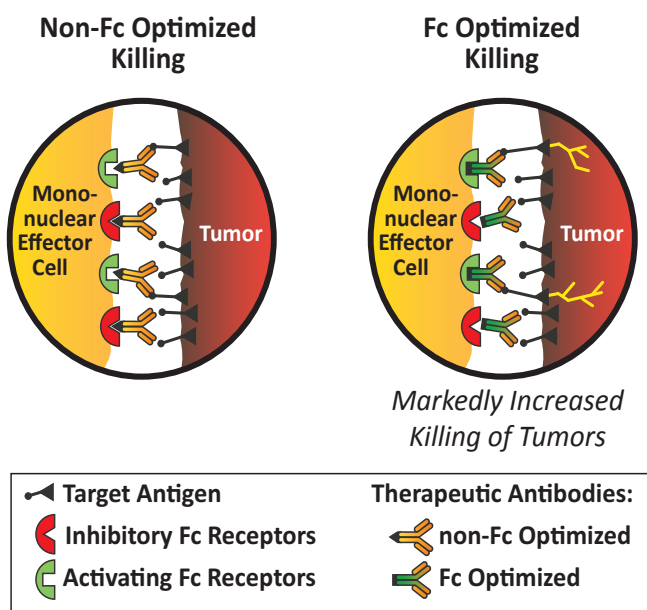 Non-Fc Optimized
Killing
Fc Optimized
Killing
Mono-
nuclear
Effector
Cell
Tumor
Mono-
nuclear
Effector
Cell
Tumor
Markedly Increased
Killing of Tumors
Target Antigen
Inhibitory Fc Receptors
Activating Fc Receptors
Therapeutic Antibodies:
non-Fc Optimized
Fc Optimized